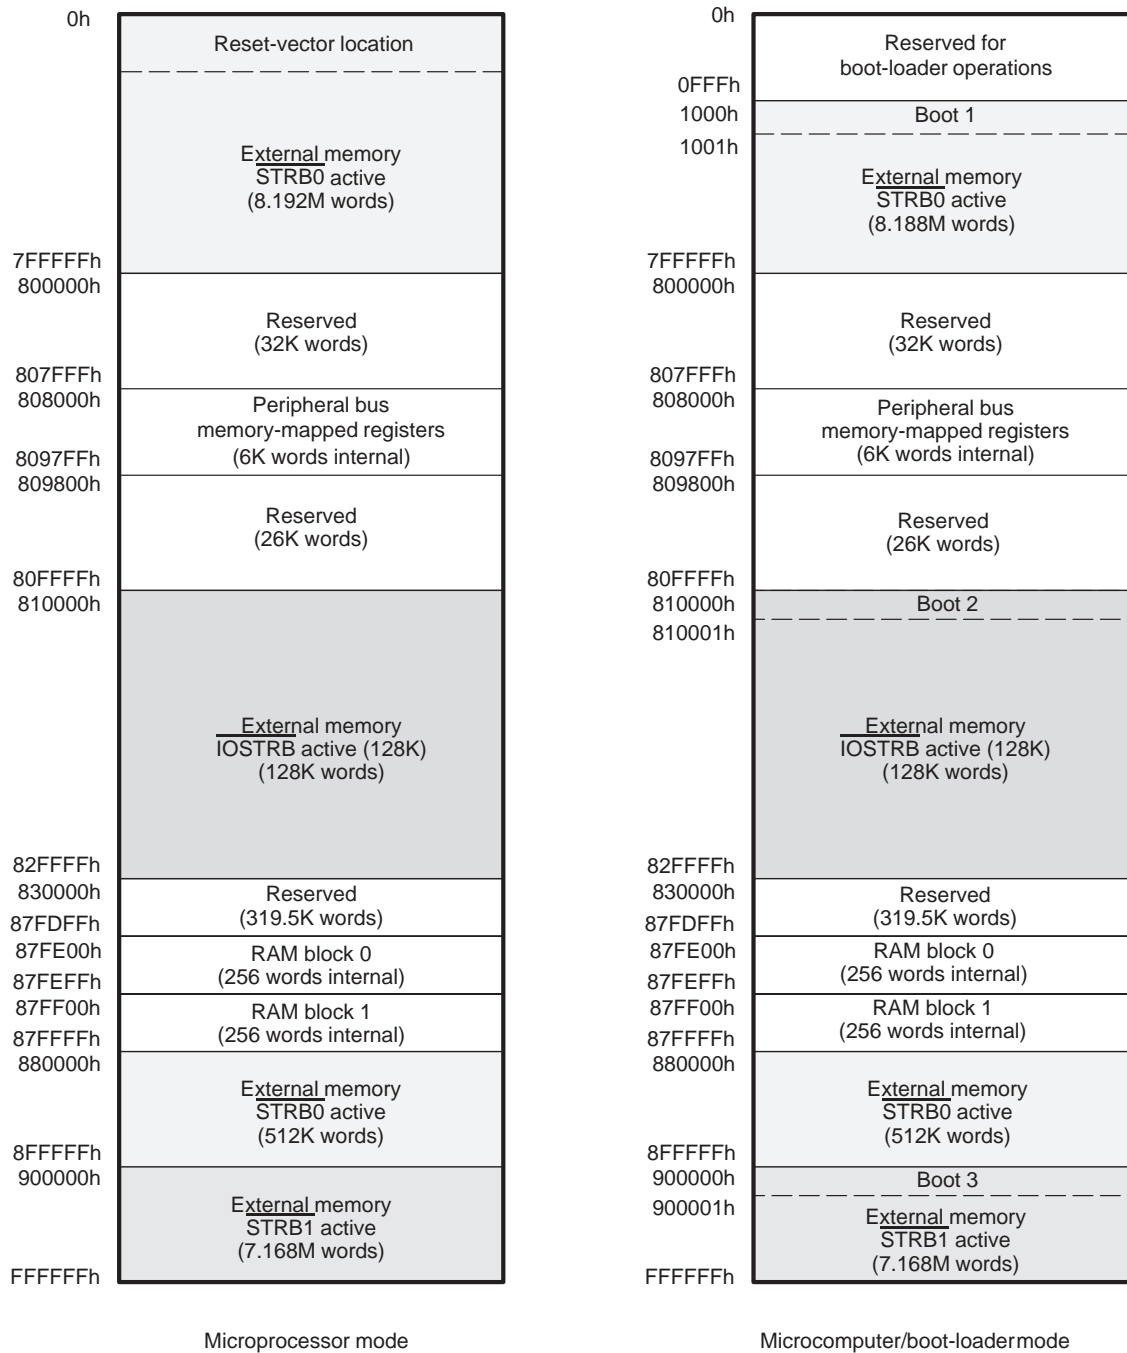 0h
Reset-vector location
External memory
STRB0 active
(8.192M words)
7FFFFFh
800000h
Reserved
(32K words)
807FFFh
808000h
Peripheral bus
memory-mapped registers
(6K words internal)
8097FFh
809800h
Reserved
(26K words)
80FFFFh
810000h
External memory
IOSTRB active (128K)
(128K words)
82FFFFh
830000h
Reserved
(319.5K words)
87FDFFh
87FE00h
RAM block 0
(256 words internal)
87FEFFh
87FF00h
RAM block 1
(256 words internal)
87FFFFh
880000h
External memory
STRB0 active
(512K words)
8FFFFFh
900000h
External memory
STRB1 active
(7.168M words)
FFFFFFh
Microprocessor mode
0h
Reserved for
boot-loader operations
0FFFh
1000h
Boot 1
1001h
External memory
STRB0 active
(8.188M words)
7FFFFFh
800000h
Reserved
(32K words)
807FFFh
808000h
Peripheral bus
memory-mapped registers
(6K words internal)
8097FFh
809800h
Reserved
(26K words)
80FFFFh
810000h
Boot 2
810001h
External memory
IOSTRB active (128K)
(128K words)
82FFFFh
830000h
Reserved
(319.5K words)
87FDFFh
87FE00h
RAM block 0
(256 words internal)
87FEFFh
87FF00h
RAM block 1
(256 words internal)
87FFFFh
880000h
External memory
STRB0 active
(512K words)
8FFFFFh
900000h
Boot 3
900001h
External memory
STRB1 active
(7.168M words)
FFFFFFh
Microcomputer/boot-loadermode